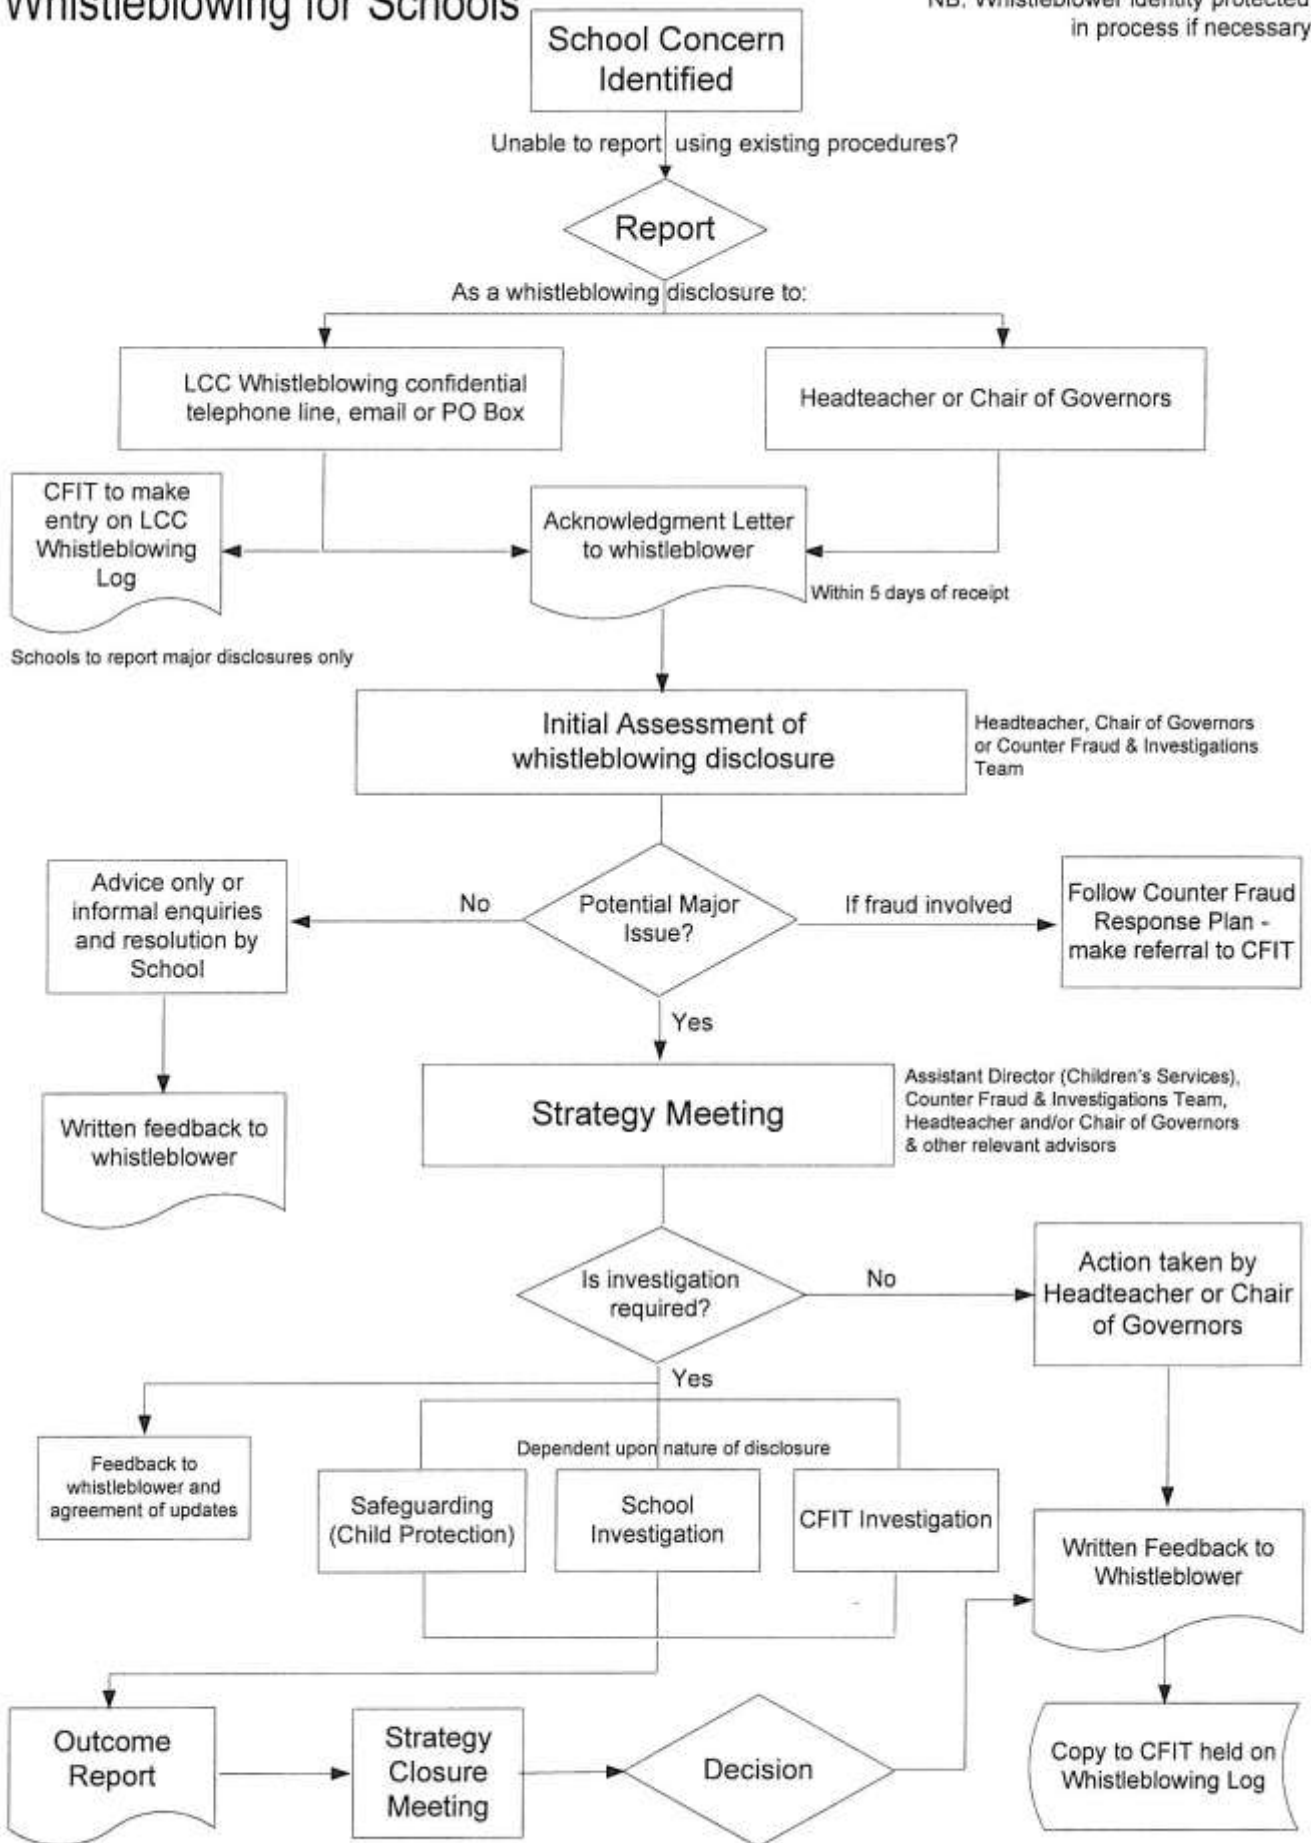 Whistleblowing for Schools
NB. Whistleblower identity protected
in process if necessary
School Concern
Identified
Unable to report using existing procedures?
Report
As a whistleblowing disclosure to:
LCC Whistleblowing confidential
telephone line, email or PO Box
Headteacher or Chair of Governors
CFIT to make
entry on LCC
Whistleblowing
Log
Acknowledgment Letter
to whistleblower
Within 5 days of receipt
Schools to report major disclosures only
Initial Assessment of
whistleblowing disclosure
Headteacher, Chair of Governors
or Counter Fraud & Investigations
Team
Advice only or
informal enquiries
and resolution by
School
No
Potential Major
Issue?
If fraud involved
Follow Counter Fraud
Response Plan -
make referral to CFIT
Yes
Strategy Meeting
Assistant Director (Children's Services),
Counter Fraud & Investigations Team,
Headteacher and/or Chair of Governors
& other relevant advisors
Written feedback to
whistleblower
Is investigation
required?
No
Action taken by
Headteacher or Chair
of Governors
Yes
Feedback to
whistleblower and
agreement of updates
Dependent upon nature of disclosure
Safeguarding
(Child Protection)
School
Investigation
CFIT Investigation
Written Feedback to
Whistleblower
Outcome
Report
Strategy
Closure
Meeting
Decision
Copy to CFIT held on
Whistleblowing Log